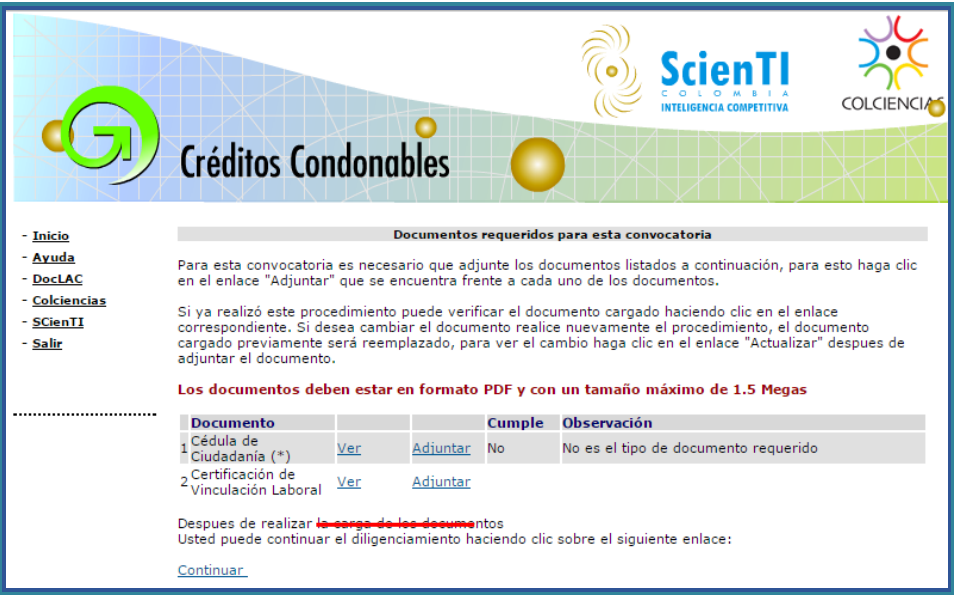 ScienTI
COLOMBIA
INTELIGENCIA COMPETITIVA
COLCIENCIAS
Créditos Condonables
- Inicio
- Ayuda
- DocLAC
- Colciencias
- SCienTI
- Salir
Documentos requeridos para esta convocatoria
Para esta convocatoria es necesario que adjunte los documentos listados a continuación, para esto haga clic
en el enlace "Adjuntar" que se encuentra frente a cada uno de los documentos.
Si ya realizó este procedimiento puede verificar el documento cargado haciendo clic en el enlace
correspondiente. Si desea cambiar el documento realice nuevamente el procedimiento, el documento
cargado previamente será reemplazado, para ver el cambio haga clic en el enlace "Actualizar" despues de
adjuntar el documento.
Los documentos deben estar en formato PDF y con un tamaño máximo de 1.5 Megas
Documento Cumple Observación
1 Cédula de Ciudadanía (*) Ver Adjuntar No No es el tipo de documento requerido
2 Certificación de Vinculación Laboral Ver Adjuntar
Despues de realizar la carga de los documentos
Usted puede continuar el diligenciamiento haciendo clic sobre el siguiente enlace:
Continuar